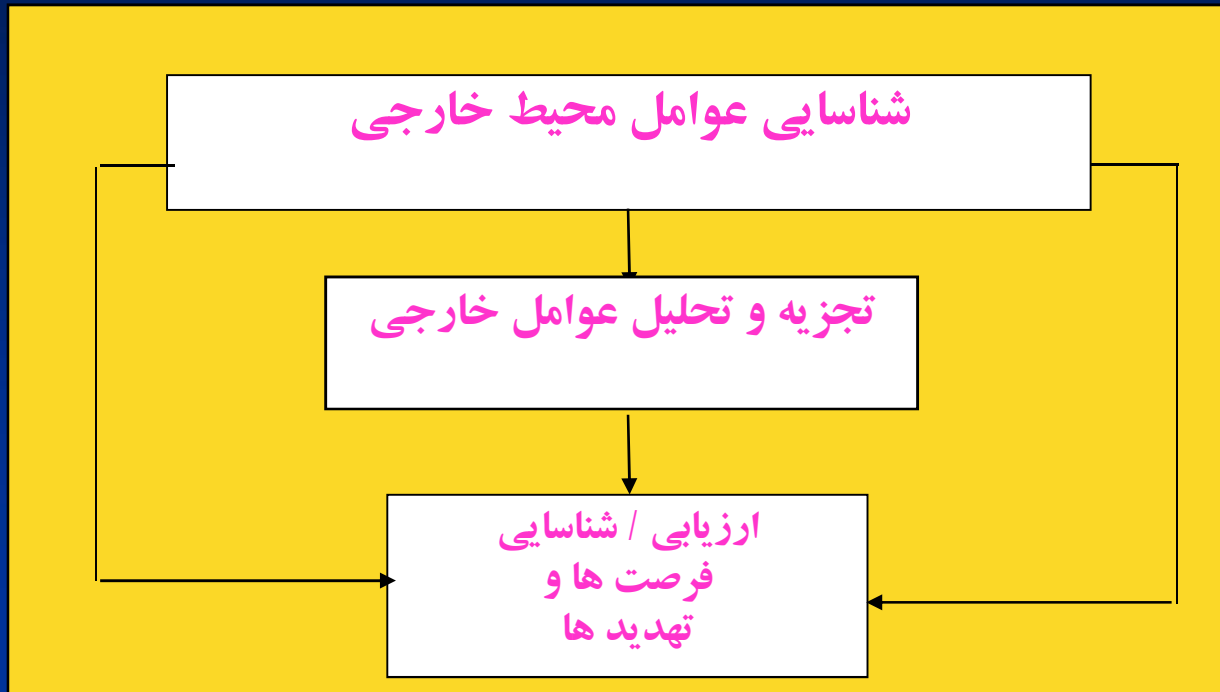 شناسایی عوامل محیط خارجی
تجزیه و تحلیل عوامل خارجی
ارزیابی / شناسایی
فرصت ها و
تهدید ها